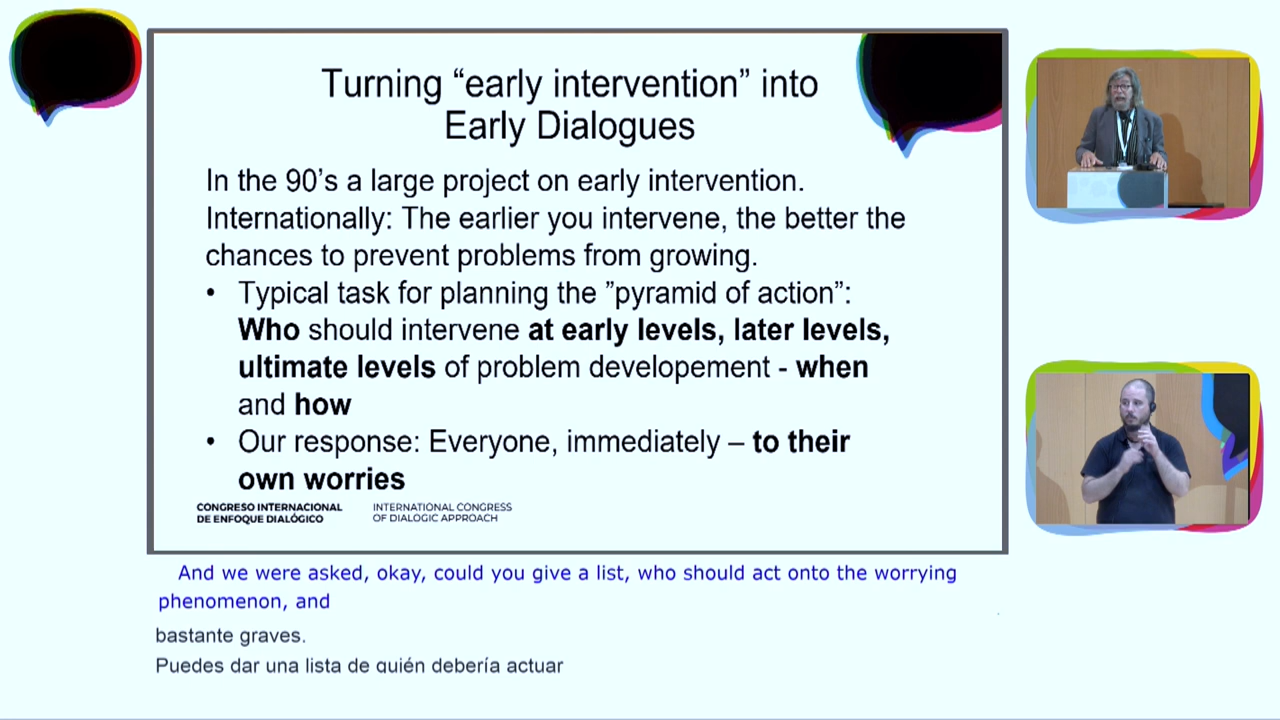 Turning “early intervention” into
Early Dialogues
In the 90’s a large project on early intervention.
Internationally: The earlier you intervene, the better the
chances to prevent problems from growing.
• Typical task for planning the ”pyramid of action”:
Who should intervene at early levels, later levels,
ultimate levels of problem developement - when
and how
• Our response: Everyone, immediately – to their
own worries
CONGRESO INTERNACIONAL
DE ENFOQUE DIALÓGICO
INTERNATIONAL CONGRESS
OF DIALOGIC APPROACH
And we were asked, okay, could you give a list, who should act onto the worrying
phenomenon, and
bastante graves.
Puedes dar una lista de quién debería actuar